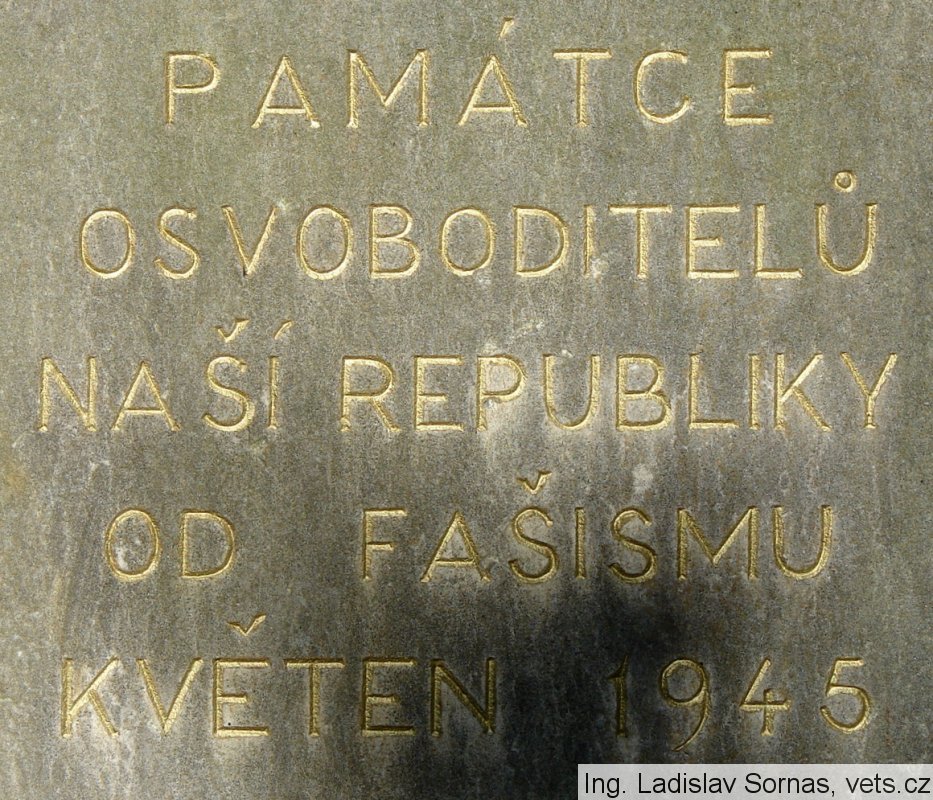 PAMÁTCE
OSVOBODITELŮ
NAŠÍ REPUBLIKY
OD FAŠISMU
KVĚTEN 1945
Ing. Ladislav Sornas, vets.cz